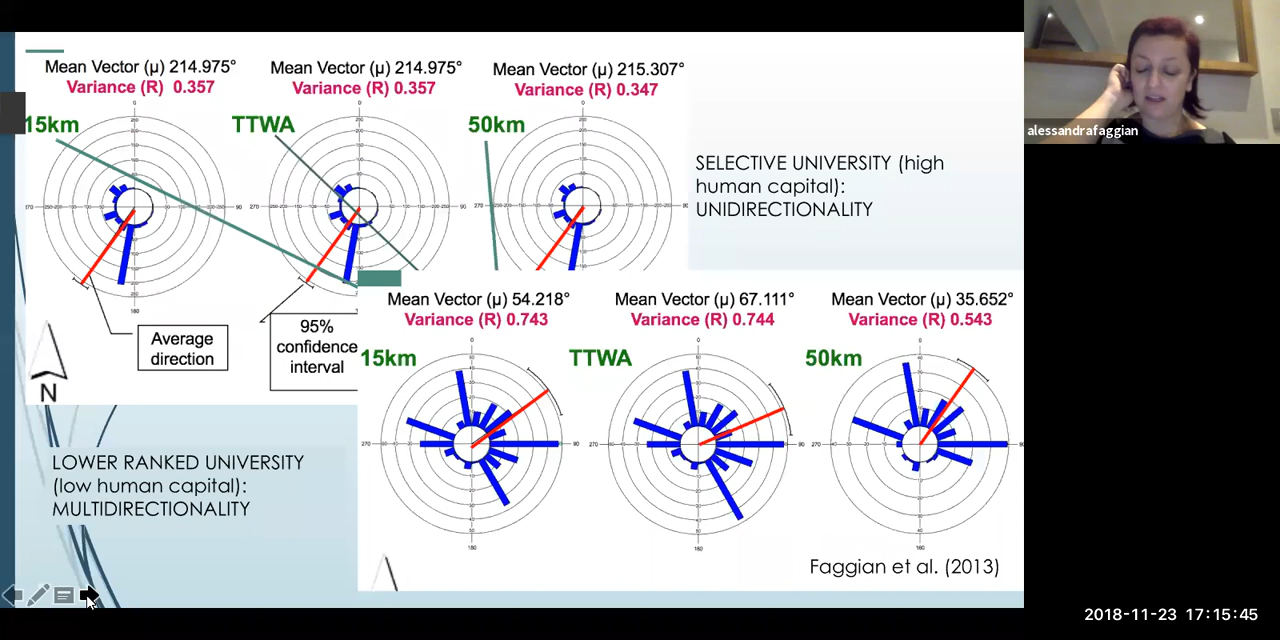 Mean Vector (µ) 214.975°
Variance (R) 0.357
15km
Mean Vector (µ) 214.975°
Variance (R) 0.357
TTWA
Mean Vector (µ) 215.307°
Variance (R) 0.347
50km
SELECTIVE UNIVERSITY (high
human capital):
UNIDIRECTIONALITY
alessandrafaggian
Average
direction
95%
confidence
interval
N
Mean Vector (µ) 54.218°
Variance (R) 0.743
15km
Mean Vector (µ) 67.111°
Variance (R) 0.744
TTWA
Mean Vector (µ) 35.652°
Variance (R) 0.543
50km
LOWER RANKED UNIVERSITY
(low human capital):
MULTIDIRECTIONALITY
Faggian et al. (2013)
2018-11-23 17:15:45